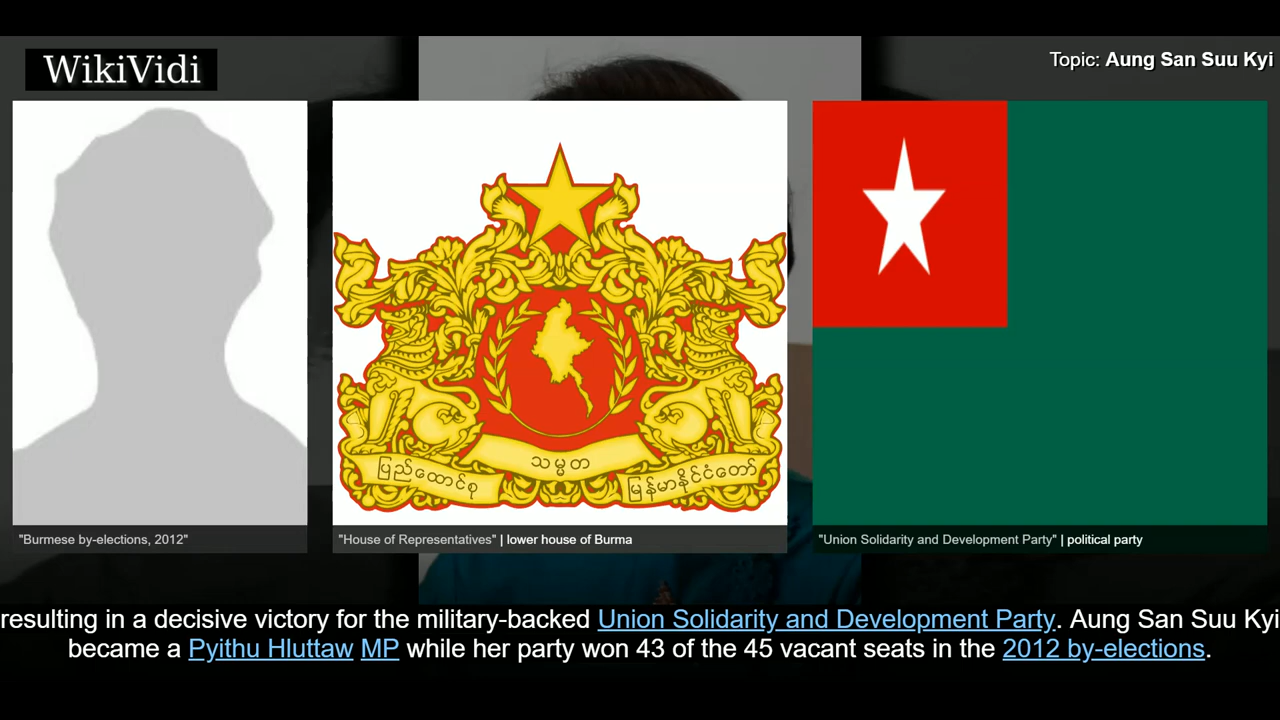 WikiVidi
Topic: Aung San Suu Kyi
ပြည်ထောင်စု
သမ္မတ
မြန်မာနိုင်ငံတော်
"Burmese by-elections, 2012"
"House of Representatives" | lower house of Burma
"Union Solidarity and Development Party" | political party
resulting in a decisive victory for the military-backed Union Solidarity and Development Party. Aung San Suu Kyi
became a Pyithu Hluttaw MP while her party won 43 of the 45 vacant seats in the 2012 by-elections.